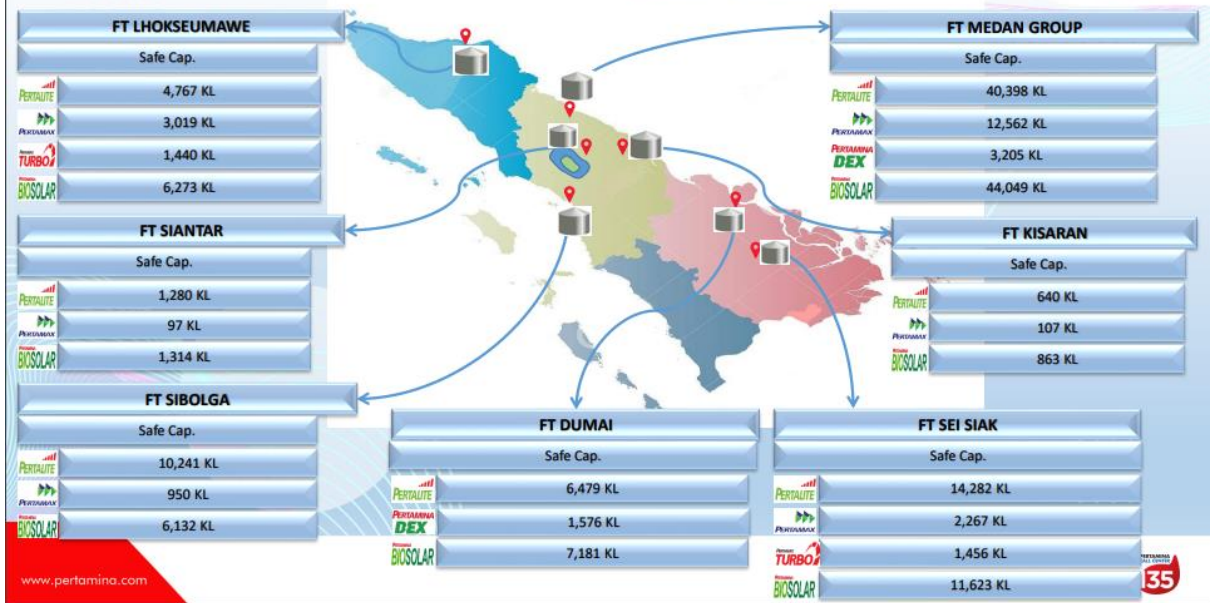 FT LHOKSEUMAWE
Safe Cap.
PERTALITE 4,767 KL
PERTAMAX 3,019 KL
TURBO 1,440 KL
BIOSOLAR 6,273 KL
FT MEDAN GROUP
Safe Cap.
PERTALITE 40,398 KL
PERTAMAX 12,562 KL
PERTAMINA DEX 3,205 KL
BIOSOLAR 44,049 KL
FT SIANTAR
Safe Cap.
PERTALITE 1,280 KL
PERTAMAX 97 KL
BIOSOLAR 1,314 KL
FT KISARAN
Safe Cap.
PERTALITE 640 KL
PERTAMAX 107 KL
BIOSOLAR 863 KL
FT SIBOLGA
Safe Cap.
PERTALITE 10,241 KL
PERTAMAX 950 KL
BIOSOLAR 6,132 KL
FT DUMAI
Safe Cap.
PERTALITE 6,479 KL
PERTAMINA DEX 1,576 KL
BIOSOLAR 7,181 KL
FT SEI SIAK
Safe Cap.
PERTALITE 14,282 KL
PERTAMAX 2,267 KL
TURBO 1,456 KL
BIOSOLAR 11,623 KL
www.pertamina.com
PERTAMINA
CALL CENTER
135